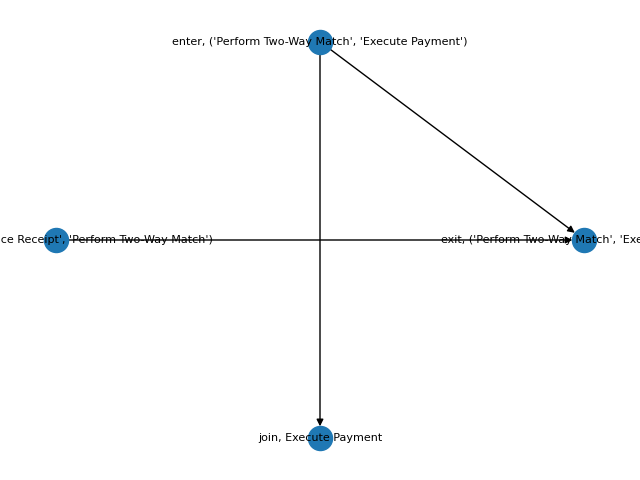 enter, ('Perform Two-Way Match', 'Execute Payment')
ce Receipt', 'Perform Two-Way Match')
exit, ('Perform Two-Way Match', 'Exe
join, Execute Payment